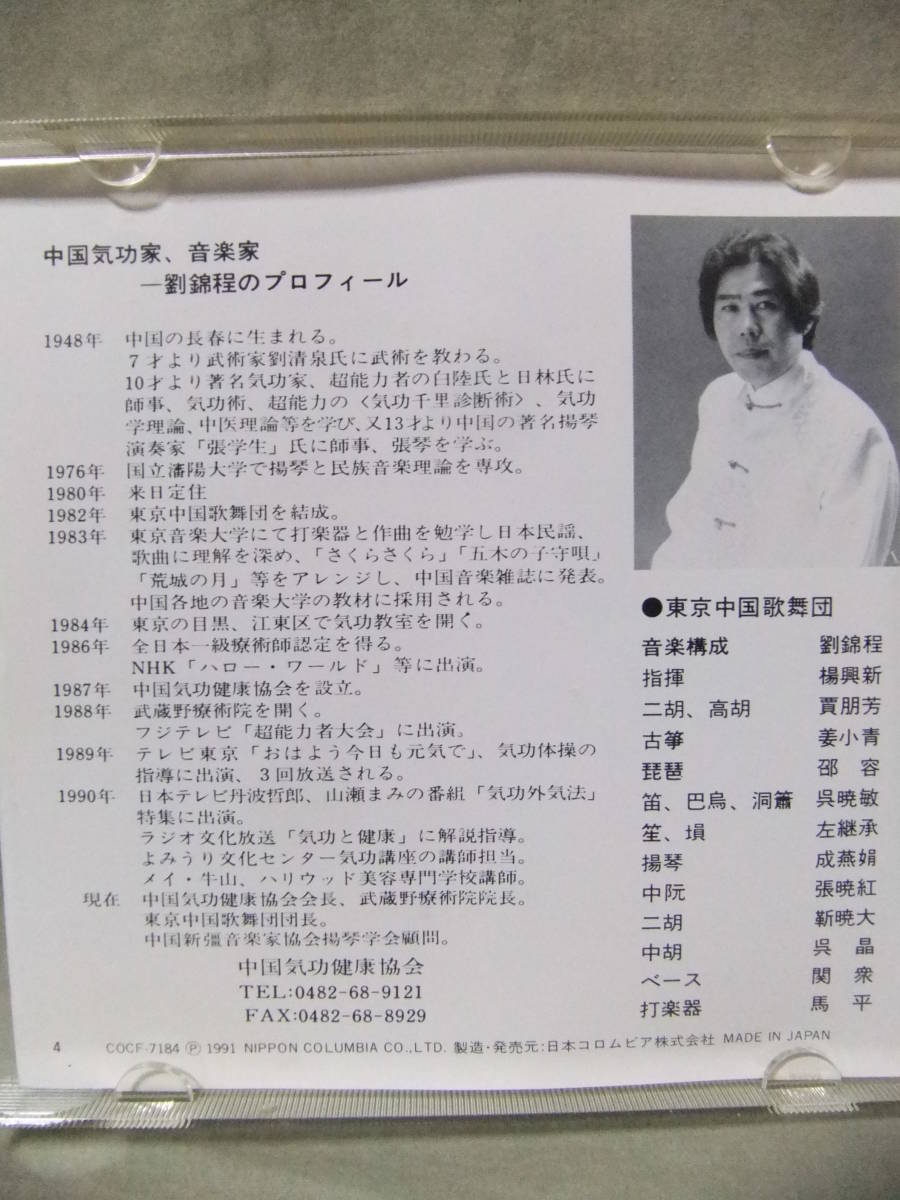 中国気功家、音楽家
―劉錦程のプロフィール
1948年 中国の長春に生まれる。
7才より武術家劉清泉氏に武術を教わる。
10才より著名気功家、超能力者の白陸氏と日林氏に
師事、気功術、超能力の〈気功千里診断術〉、気功
学理論、中医理論等を学び、又13才より中国の著名揚琴
演奏家「張学生」氏に師事、張琴を学ぶ。
1976年 国立瀋陽大学で揚琴と民族音楽理論を専攻。
1980年 来日定住
1982年 東京中国歌舞団を結成。
1983年 東京音楽大学にて打楽器と作曲を勉学し日本民謡、
歌曲に理解を深め、「さくらさくら」「五木の子守唄」
「荒城の月」等をアレンジし、中国音楽雑誌に発表。
中国各地の音楽大学の教材に採用される。
1984年 東京の目黒、江東区で気功教室を開く。
1986年 全日本一級療術師認定を得る。
NHK「ハロー・ワールド」等に出演。
1987年 中国気功健康協会を設立。
1988年 武蔵野療術院を開く。
フジテレビ「超能力者大会」に出演。
1989年 テレビ東京「おはよう今日も元気で」、気功体操の
指導に出演、3回放送される。
1990年 日本テレビ丹波哲郎、山瀬まみの番組「気功外気法」
特集に出演。
ラジオ文化放送「気功と健康」に解説指導。
よみうり文化センター気功講座の講師担当。
メイ・牛山、ハリウッド美容専門学校講師。
現在 中国気功健康協会会長、武蔵野療術院院長。
東京中国歌舞団団長。
中国新彊音楽家協会揚琴学会顧問。
中国気功健康協会
TEL:0482-68-9121
FAX:0482-68-8929
●東京中国歌舞団
音楽構成 劉錦程
指揮 楊興新
二胡、高胡 賈朋芳
古箏 姜小青
琵琶 邵 容
笛、巴烏、洞簫 呉暁敏
笙、塤 左継承
揚琴 成燕娟
中阮 張暁紅
二胡 靳暁大
中胡 呉 晶
ベース 関 衆
打楽器 馬 平
4 COCF-7184 Ⓟ 1991 NIPPON COLUMBIA CO.,LTD. 製造・発売元:日本コロムビア株式会社 MADE IN JAPAN